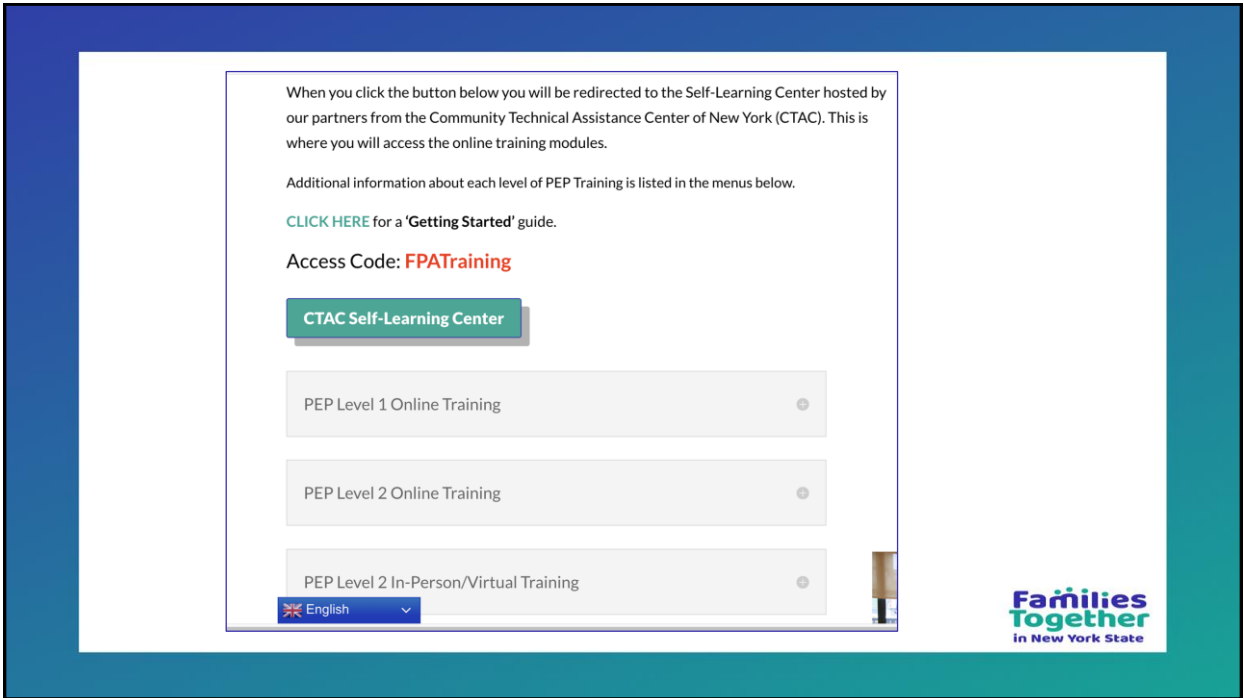 When you click the button below you will be redirected to the Self-Learning Center hosted by
our partners from the Community Technical Assistance Center of New York (CTAC). This is
where you will access the online training modules.
Additional information about each level of PEP Training is listed in the menus below.
CLICK HERE for a 'Getting Started' guide.
Access Code: FPATraining
CTAC Self-Learning Center
PEP Level 1 Online Training
PEP Level 2 Online Training
PEP Level 2 In-Person/Virtual Training
English
Families
Together
in New York State